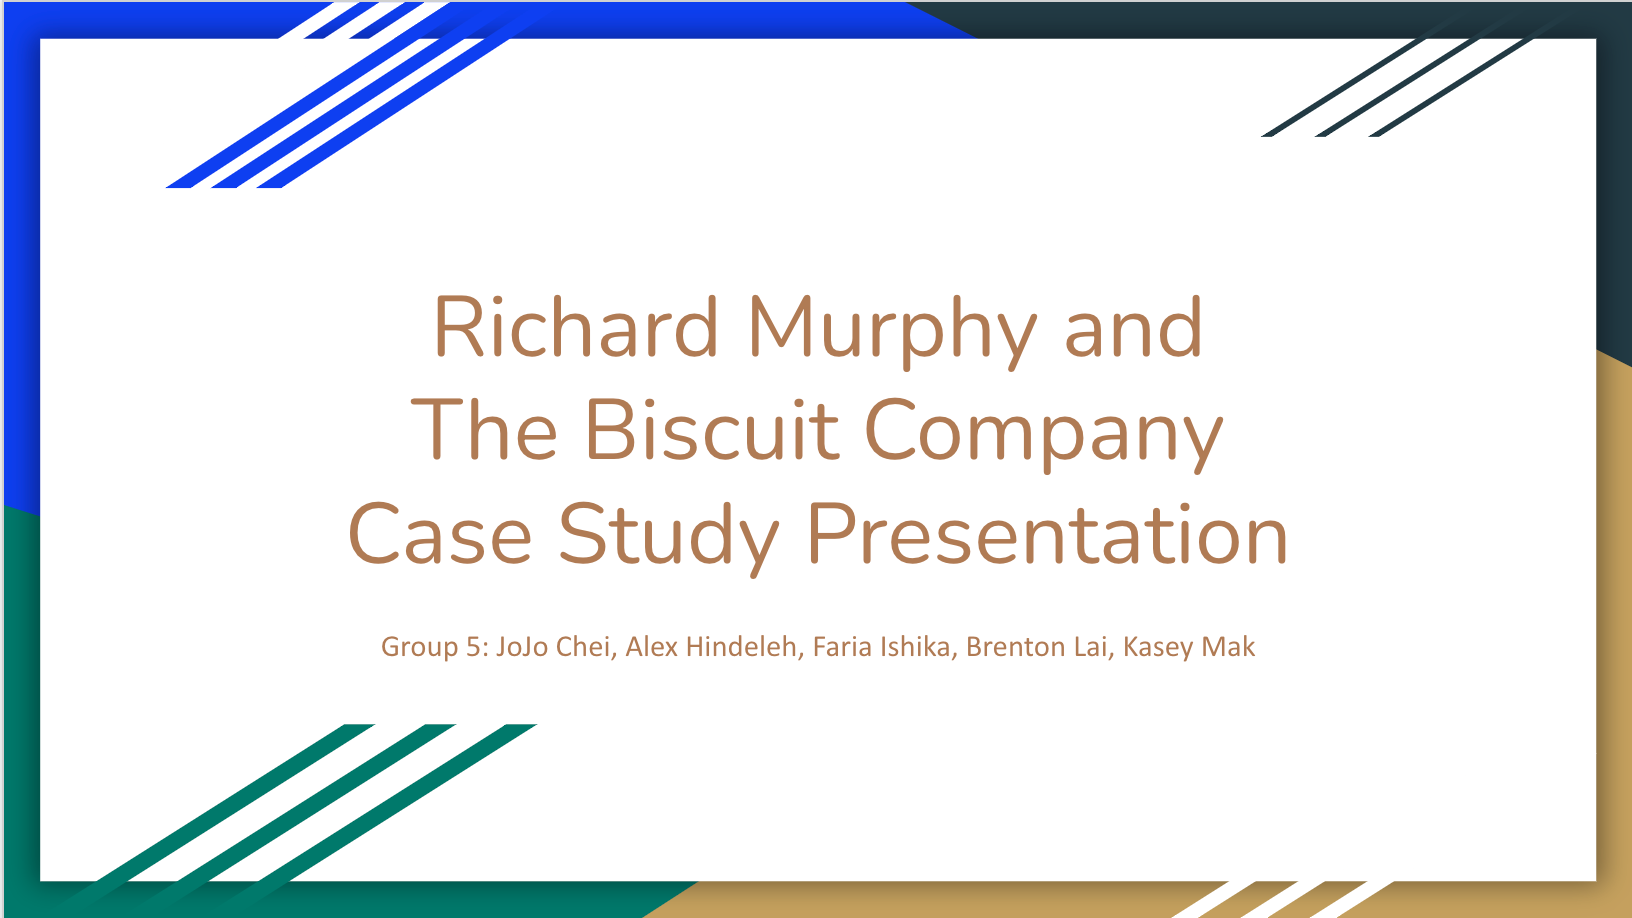 Richard Murphy and
The Biscuit Company
Case Study Presentation
Group 5: JoJo Chei, Alex Hindeleh, Faria Ishika, Brenton Lai, Kasey Mak